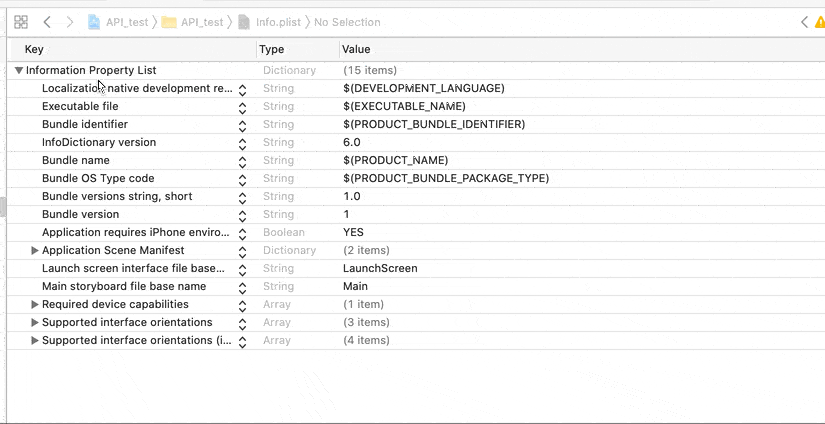 API_test API_test Info.plist No Selection
Key Type Value
Information Property List Dictionary (15 items)
Localization native development re... String $(DEVELOPMENT_LANGUAGE)
Executable file String $(EXECUTABLE_NAME)
Bundle identifier String $(PRODUCT_BUNDLE_IDENTIFIER)
InfoDictionary version String 6.0
Bundle name String $(PRODUCT_NAME)
Bundle OS Type code String $(PRODUCT_BUNDLE_PACKAGE_TYPE)
Bundle versions string, short String 1.0
Bundle version String 1
Application requires iPhone enviro... Boolean YES
Application Scene Manifest Dictionary (2 items)
Launch screen interface file base... String LaunchScreen
Main storyboard file base name String Main
Required device capabilities Array (1 item)
Supported interface orientations Array (3 items)
Supported interface orientations (i... Array (4 items)